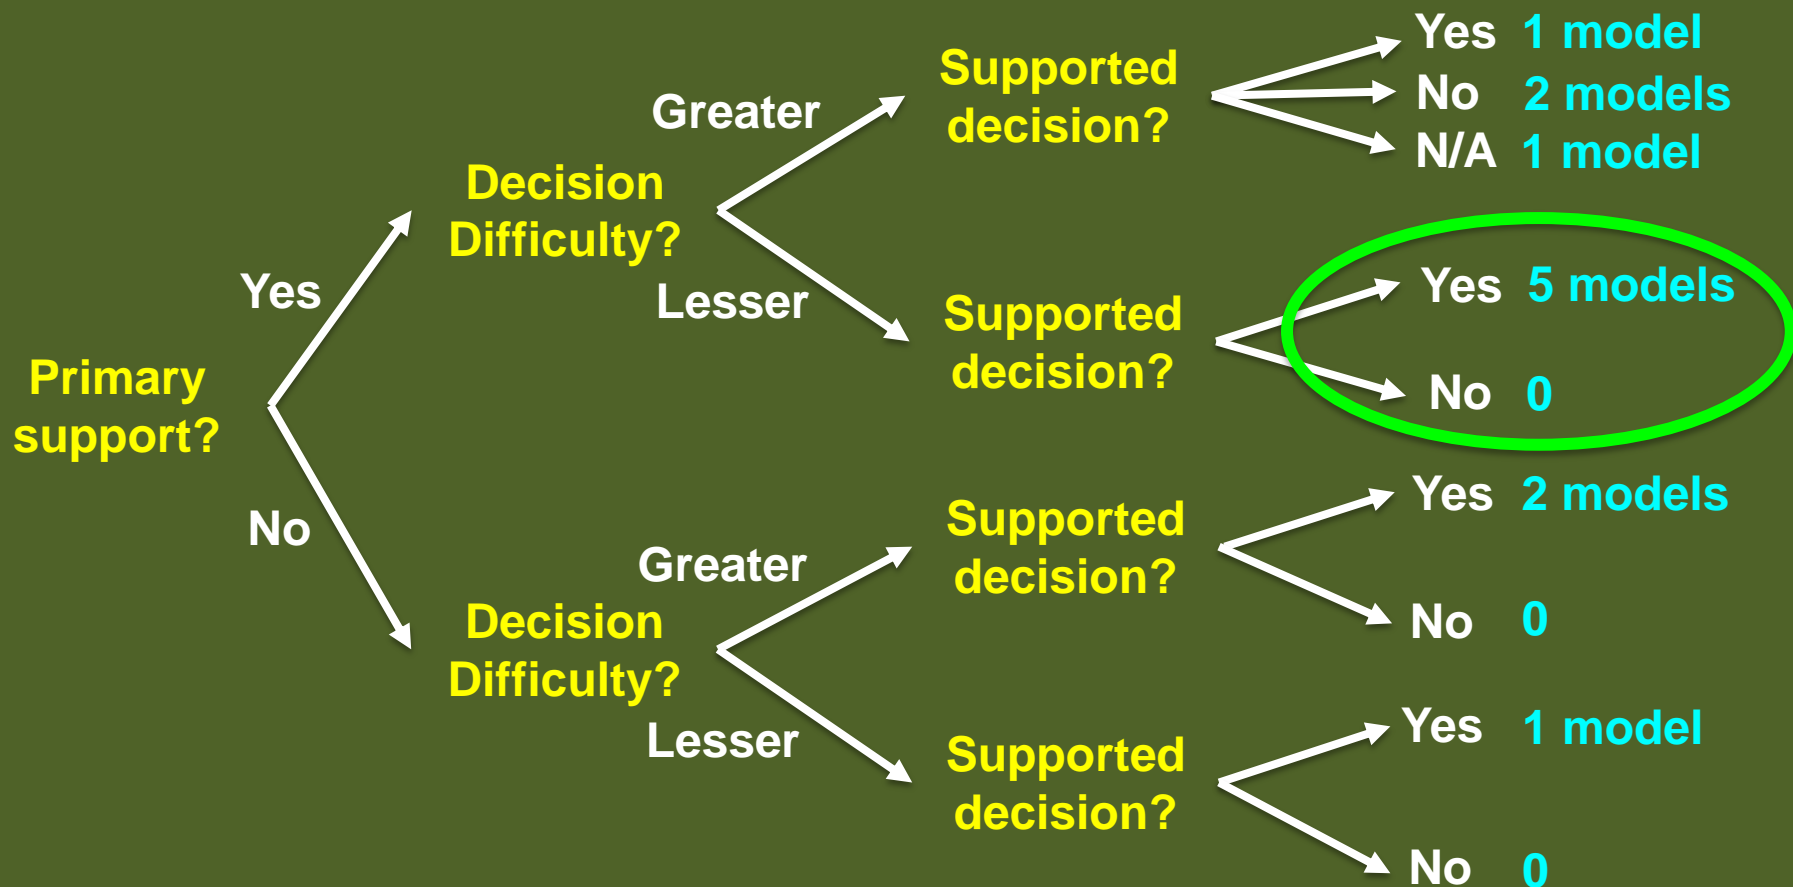 Primary
support?
Yes
No
Decision
Difficulty?
Greater
Lesser
Supported
decision?
Yes 1 model
No 2 models
N/A 1 model
Supported
decision?
Yes 5 models
No 0
Decision
Difficulty?
Greater
Lesser
Supported
decision?
Yes 2 models
No 0
Supported
decision?
Yes 1 model
No 0